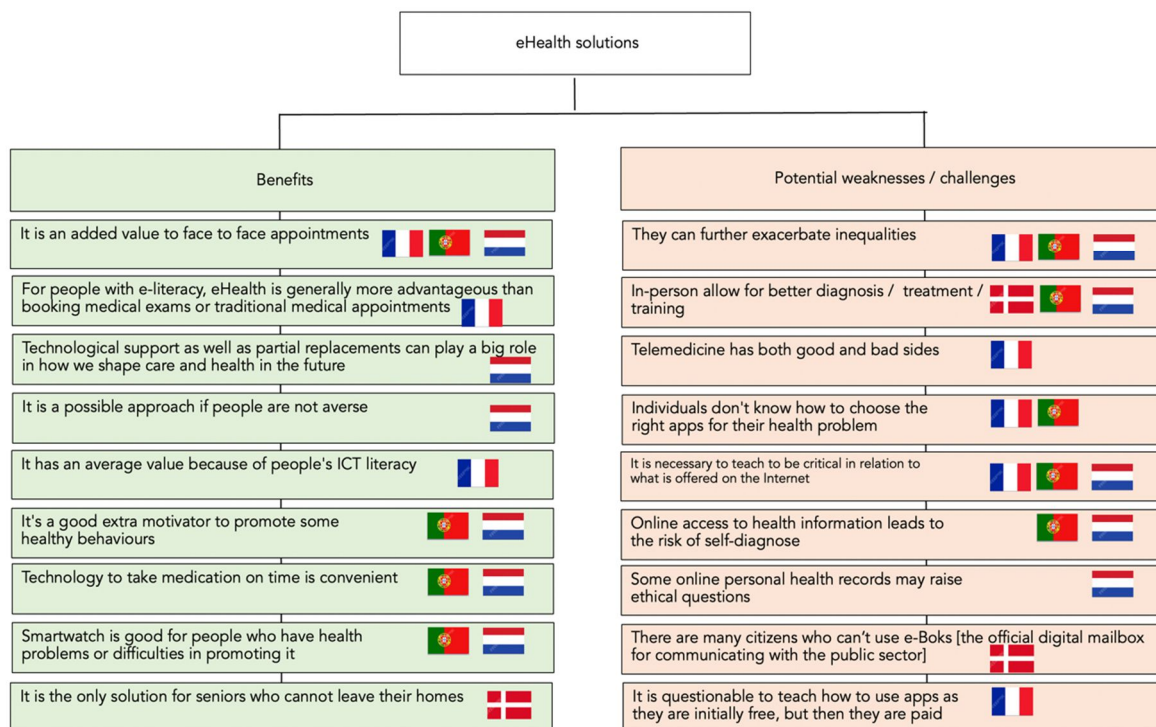 eHealth solutions
Benefits
It is an added value to face to face appointments
For people with e-literacy, eHealth is generally more advantageous than
booking medical exams or traditional medical appointments
Technological support as well as partial replacements can play a big role
in how we shape care and health in the future
It is a possible approach if people are not averse
It has an average value because of people's ICT literacy
It's a good extra motivator to promote some
healthy behaviours
Technology to take medication on time is convenient
Smartwatch is good for people who have health
problems or difficulties in promoting it
It is the only solution for seniors who cannot leave their homes
Potential weaknesses / challenges
They can further exacerbate inequalities
In-person allow for better diagnosis / treatment /
training
Telemedicine has both good and bad sides
Individuals don't know how to choose the
right apps for their health problem
It is necessary to teach to be critical in relation to
what is offered on the Internet
Online access to health information leads to
the risk of self-diagnose
Some online personal health records may raise
ethical questions
There are many citizens who can't use e-Boks [the official digital mailbox
for communicating with the public sector]
It is questionable to teach how to use apps as
they are initially free, but then they are paid